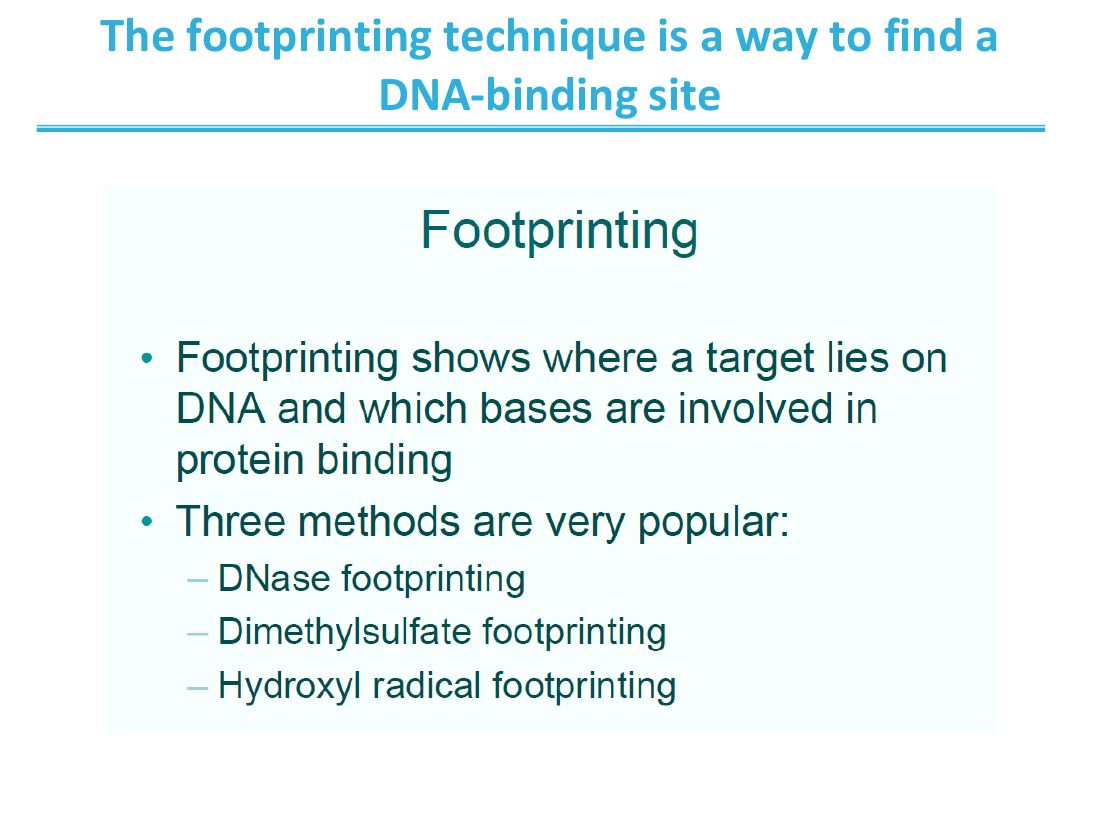 The footprinting technique is a way to find a
DNA-binding site
Footprinting
• Footprinting shows where a target lies on
DNA and which bases are involved in
protein binding
• Three methods are very popular:
– DNase footprinting
– Dimethylsulfate footprinting
– Hydroxyl radical footprinting